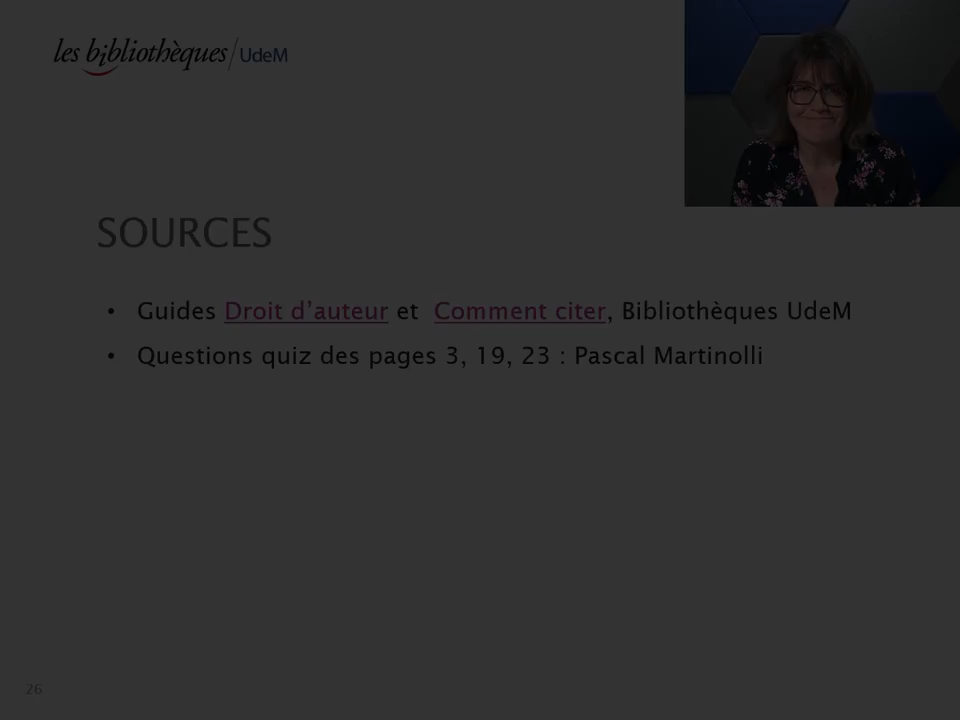 les bibliothèques/UdeM
SOURCES
• Guides Droit d’auteur et Comment citer, Bibliothèques UdeM
• Questions quiz des pages 3, 19, 23 : Pascal Martinolli
26